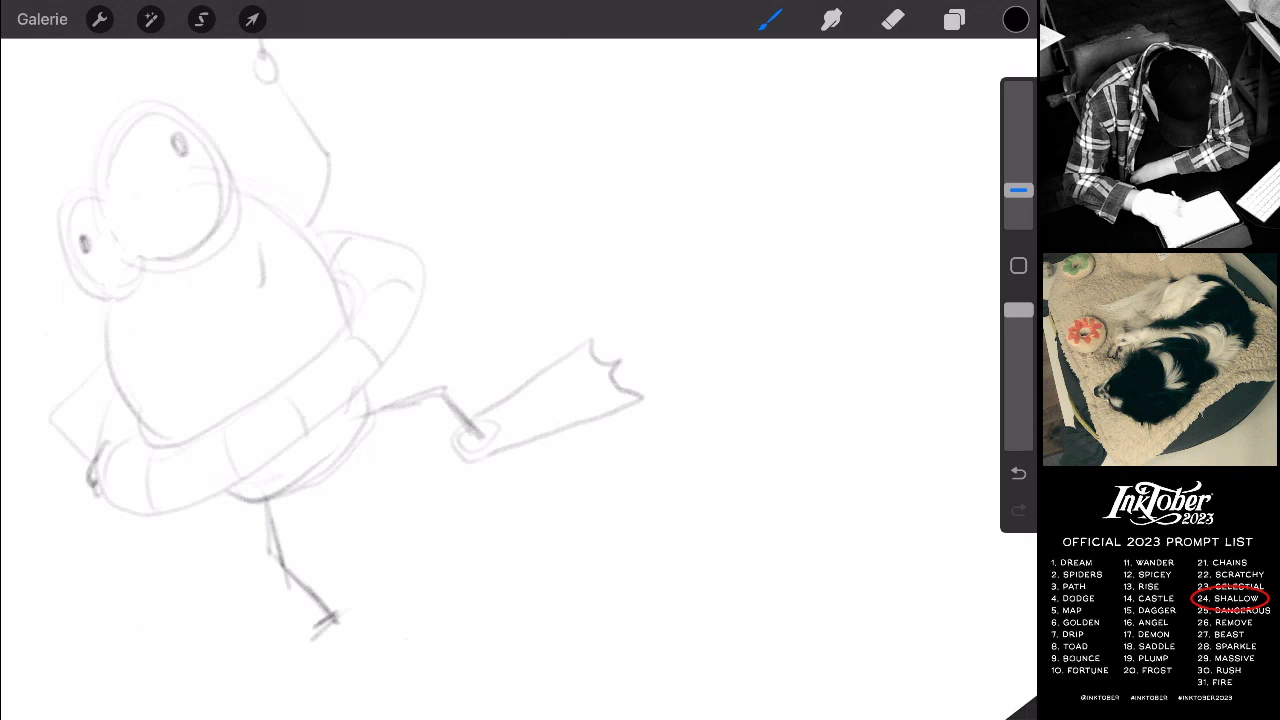 Galerie
INKTOBER
2023
OFFICIAL 2023 PROMPT LIST
1. DREAM
2. SPIDERS
3. PATH
4. DODGE
5. MAP
6. GOLDEN
7. DRIP
8. TOAD
9. BOUNCE
10. FORTUNE
11. WANDER
12. SPICEY
13. RISE
14. CASTLE
15. DAGGER
16. ANGEL
17. DEMON
18. SADDLE
19. PLUMP
20. FROST
21. CHAINS
22. SCRATCHY
23. CELESTIAL
24. SHALLOW
25. DANGEROUS
26. REMOVE
27. BEAST
28. SPARKLE
29. MASSIVE
30. RUSH
31. FIRE
@INKTOBER #INKTOBER #INKTOBER2023